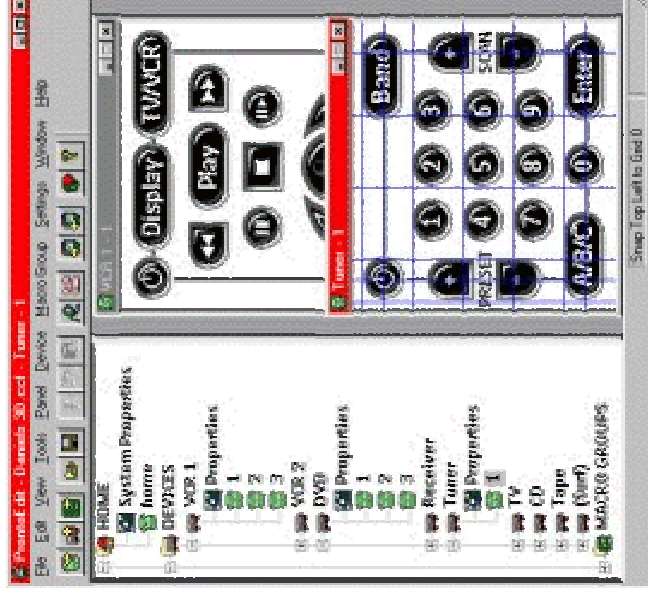 ProntoEdit - Daniels 3D.ccf - Tuner - 1
File Edit View Tools Panel Device Macro Group Settings Window Help
HOME
System Properties
home
DEVICES
VCR 1
Properties
1
2
3
VCR 2
DVD
Properties
1
2
3
Receiver
Tuner
Properties
1
TV
CD
Tape
(Surf)
MACRO GROUPS
VCR 1 - 1
Display TV/VCR
Play
Tuner - 1
Band
1 2 3
PRESET 4 5 6 SCAN
7 8 9
A/B/C 0 Enter
Snap Top Left to Grid